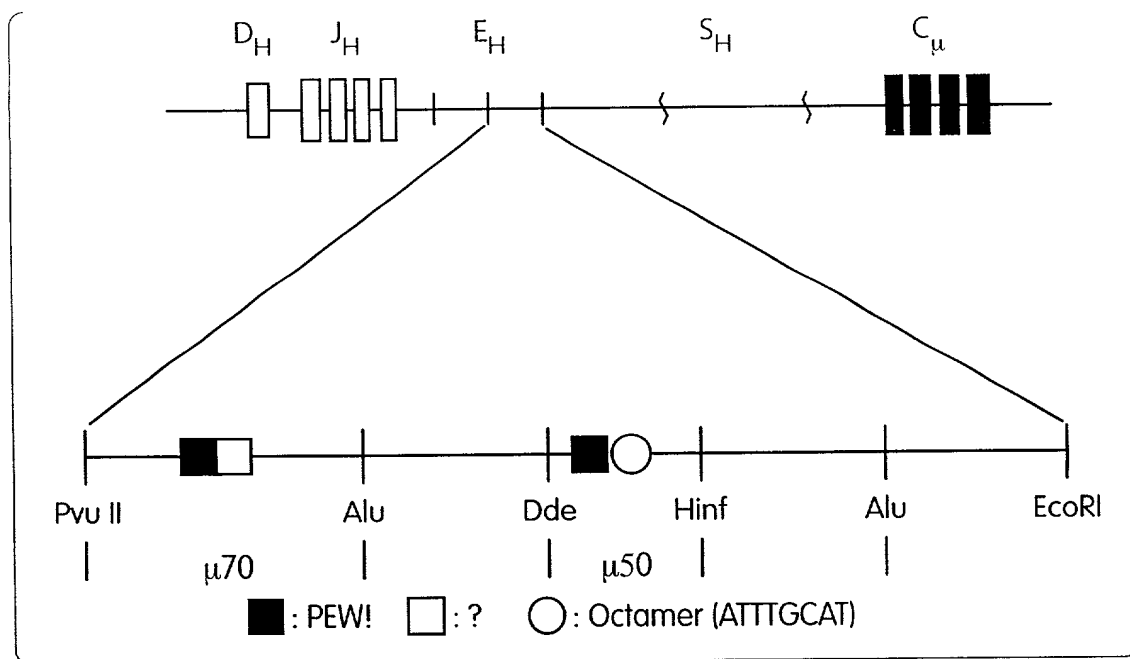 D_H J_H E_H S_H C_μ
Pvu II Alu Dde Hinf Alu EcoRI
μ70 μ50
: PEW! : ? : Octamer (ATTTGCAT)